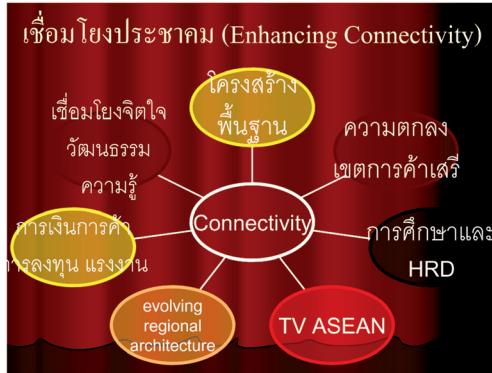 เชื่อมโยงประชาคม (Enhancing Connectivity)
โครงสร้าง
พื้นฐาน
เชื่อมโยงจิตใจ
วัฒนธรรม
ความรู้
ความตกลง
เขตการค้าเสรี
Connectivity
การเงินการค้า
การลงทุน แรงงาน
การศึกษาและ
HRD
evolving
regional
architecture
TV ASEAN